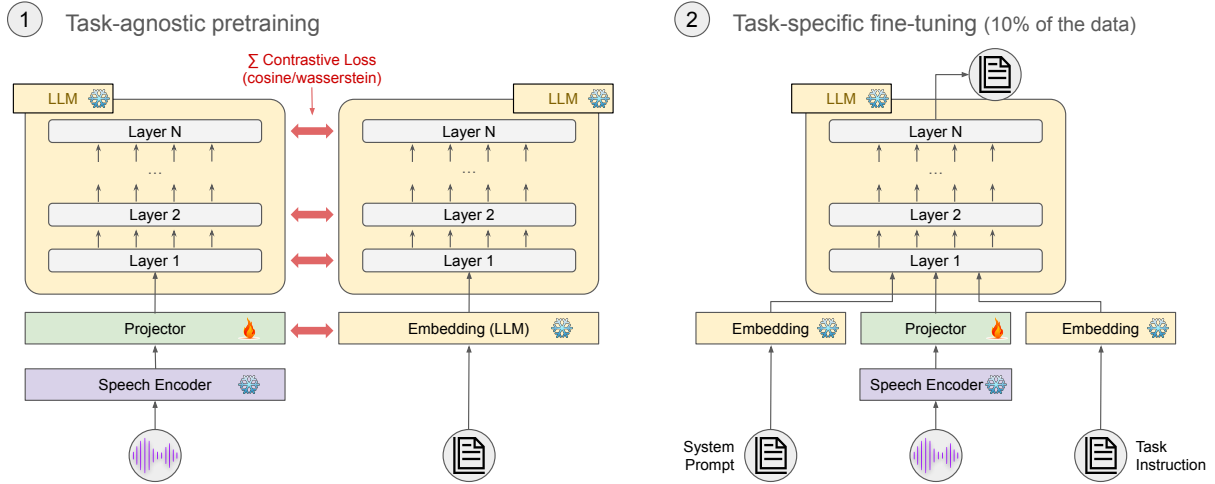 1 Task-agnostic pretraining
∑ Contrastive Loss
(cosine/wasserstein)
LLM
Layer N
...
Layer 2
Layer 1
Projector
Speech Encoder
LLM
Layer N
...
Layer 2
Layer 1
Embedding (LLM)
2 Task-specific fine-tuning (10% of the data)
LLM
Layer N
...
Layer 2
Layer 1
Embedding
Projector
Embedding
Speech Encoder
System
Prompt
Task
Instruction